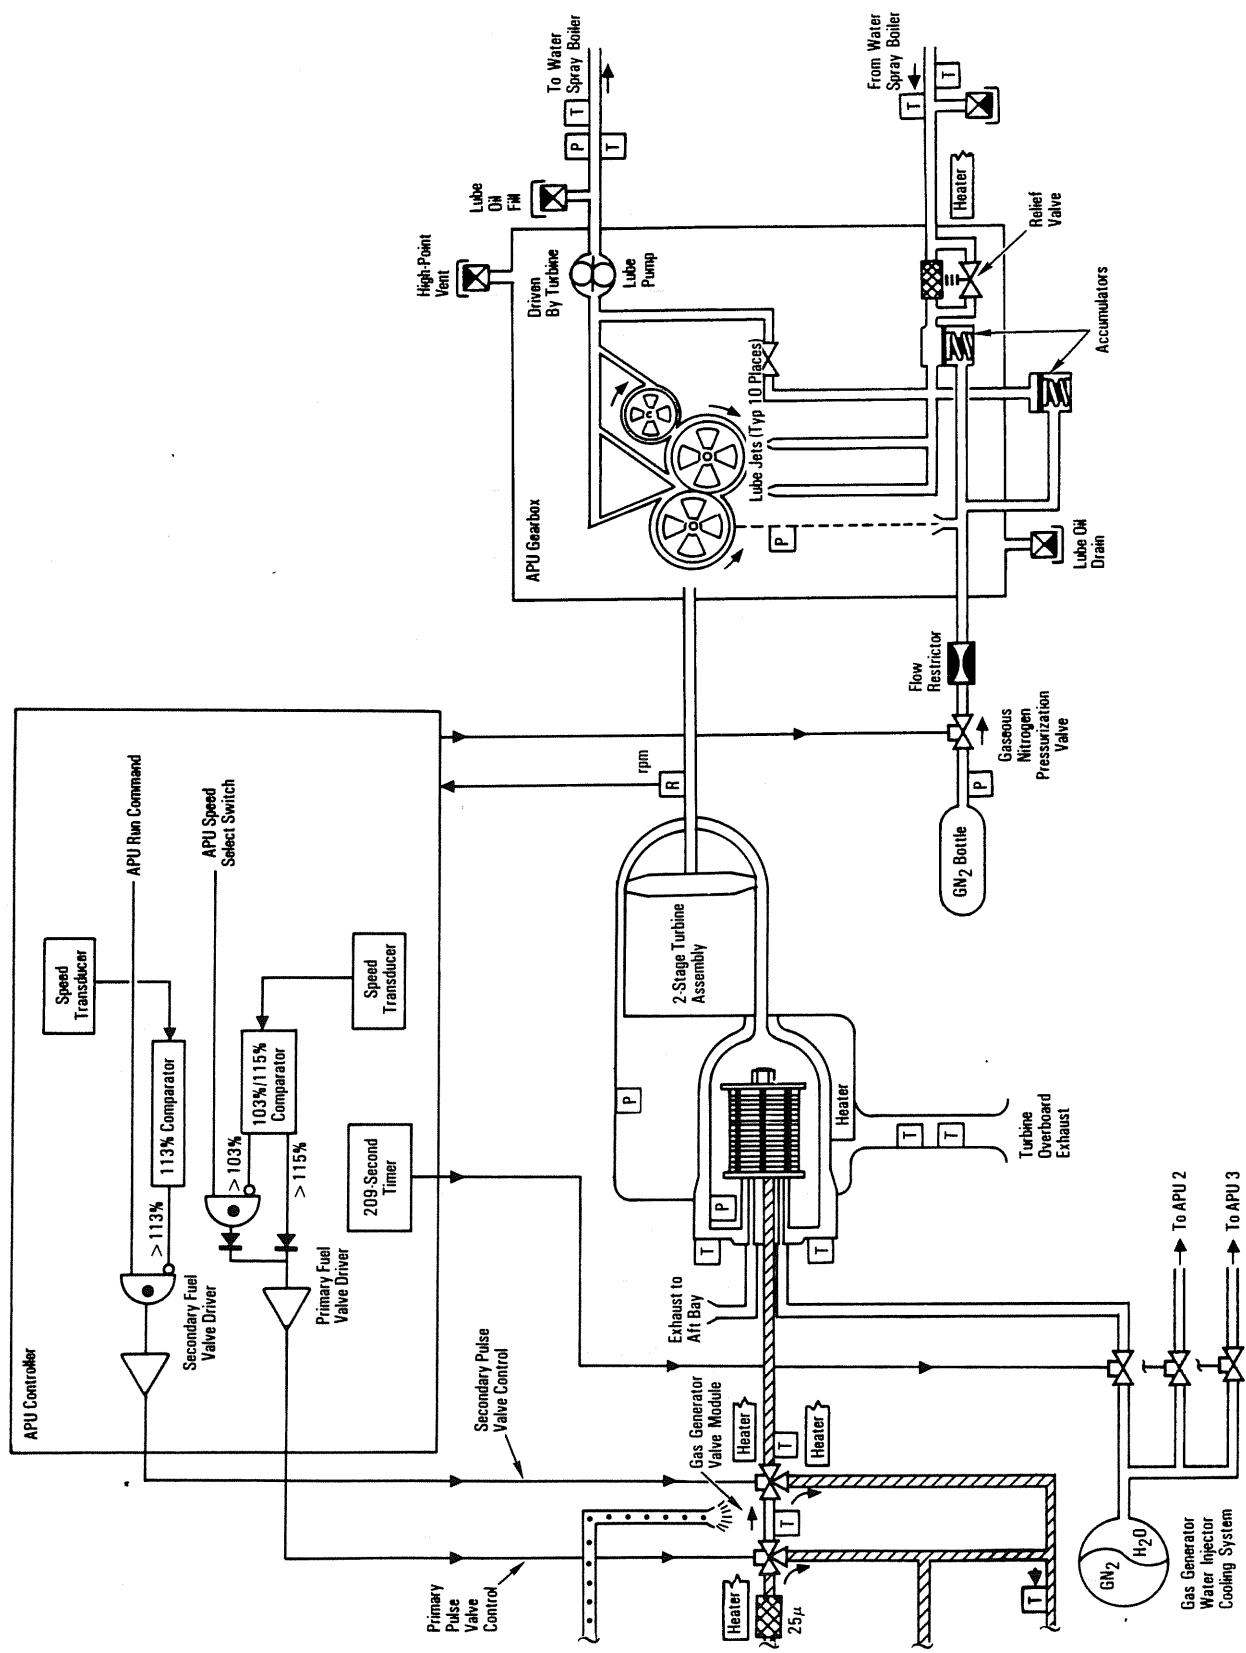 APU Controller
Speed
Transducer
APU Run Command
113% Comparator
> 113%
APU Speed
Select Switch
Secondary Fuel
Valve Driver
103%/115%
Comparator
> 103%
> 115%
Speed
Transducer
Primary Fuel
Valve Driver
209-Second
Timer
Primary
Pulse
Valve
Control
Secondary Pulse
Valve Control
Gas Generator
Valve Module
Exhaust to
Aft Bay
Heater
25μ
T
Heater
T
Heater
T
T
T
P
P
Heater
T
T
Turbine
Overboard
Exhaust
2-Stage Turbine
Assembly
R
rpm
GN2
H2O
Gas Generator
Water Injector
Cooling System
To APU 2
To APU 3
GN2 Bottle
P
Gaseous
Nitrogen
Pressurization
Valve
Flow
Restrictor
APU Gearbox
High-Point
Vent
Lube
Oil
Fill
Driven
By Turbine
Lube
Pump
P
T
T
To Water
Spray Boiler
Lube Jets (Typ 10 Places)
P
Lube Oil
Drain
Accumulators
Relief
Valve
Heater
T
T
From Water
Spray Boiler